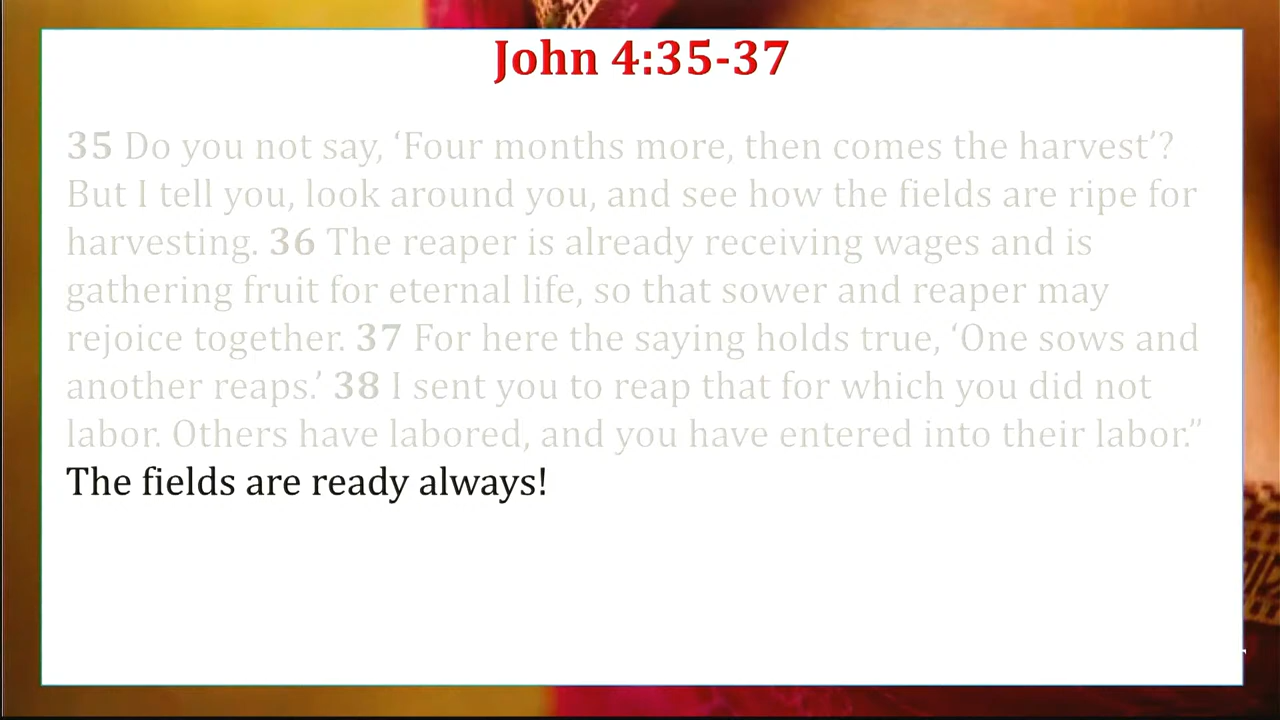 John 4:35-37
35 Do you not say, ‘Four months more, then comes the harvest’?
But I tell you, look around you, and see how the fields are ripe for
harvesting. 36 The reaper is already receiving wages and is
gathering fruit for eternal life, so that sower and reaper may
rejoice together. 37 For here the saying holds true, ‘One sows and
another reaps.’ 38 I sent you to reap that for which you did not
labor. Others have labored, and you have entered into their labor.”
The fields are ready always!